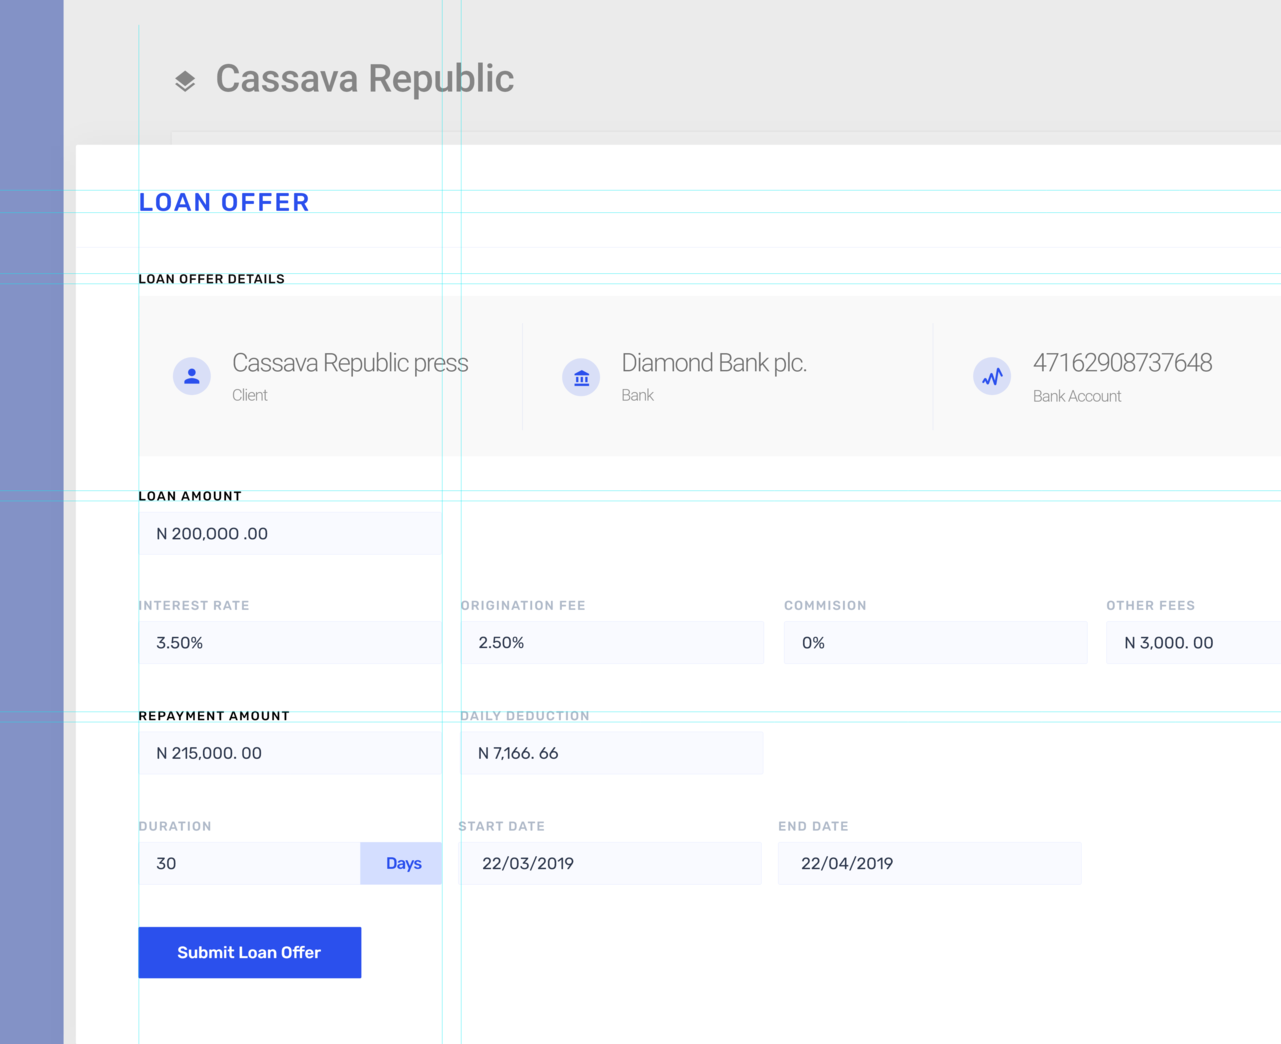 Cassava Republic
LOAN OFFER
LOAN OFFER DETAILS
Cassava Republic press
Client
Diamond Bank plc.
Bank
47162908737648
Bank Account
LOAN AMOUNT
N 200,000 .00
INTEREST RATE
ORIGINATION FEE
COMMISION
OTHER FEES
3.50%
2.50%
0%
N 3,000. 00
REPAYMENT AMOUNT
DAILY DEDUCTION
N 215,000. 00
N 7,166. 66
DURATION
START DATE
END DATE
30
Days
22/03/2019
22/04/2019
Submit Loan Offer